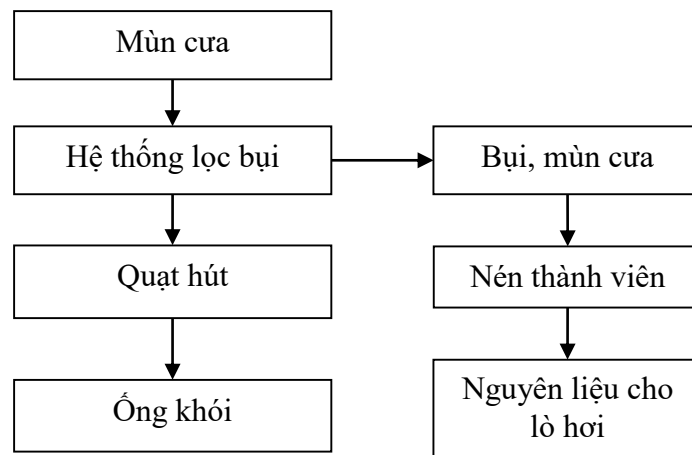 Mùn cưa
Hệ thống lọc bụi
Bụi, mùn cưa
Quạt hút
Nén thành viên
Ống khói
Nguyên liệu cho
lò hơi